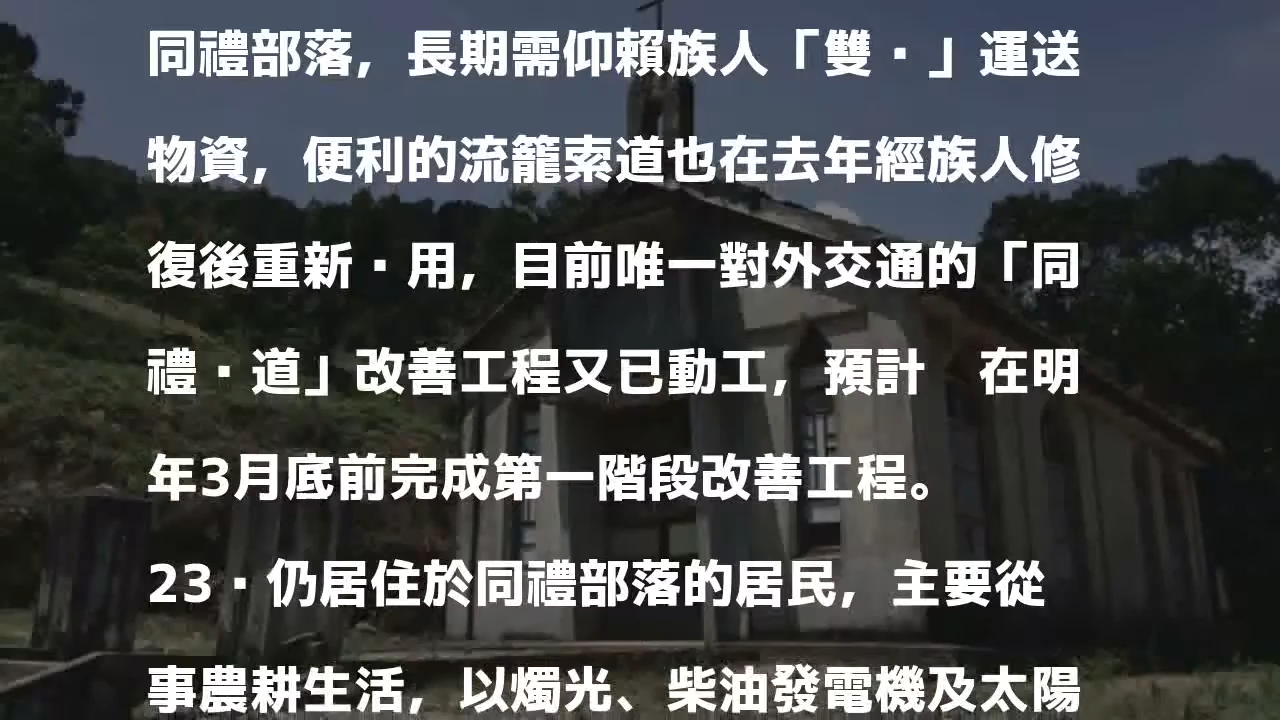 同禮部落，長期需仰賴族人「雙▪」運送
物資，便利的流籠索道也在去年經族人修
復後重新▪用，目前唯一對外交通的「同
禮▪道」改善工程又已動工，預計　在明
年3月底前完成第一階段改善工程。
23▪仍居住於同禮部落的居民，主要從
事農耕生活，以燭光、柴油發電機及太陽